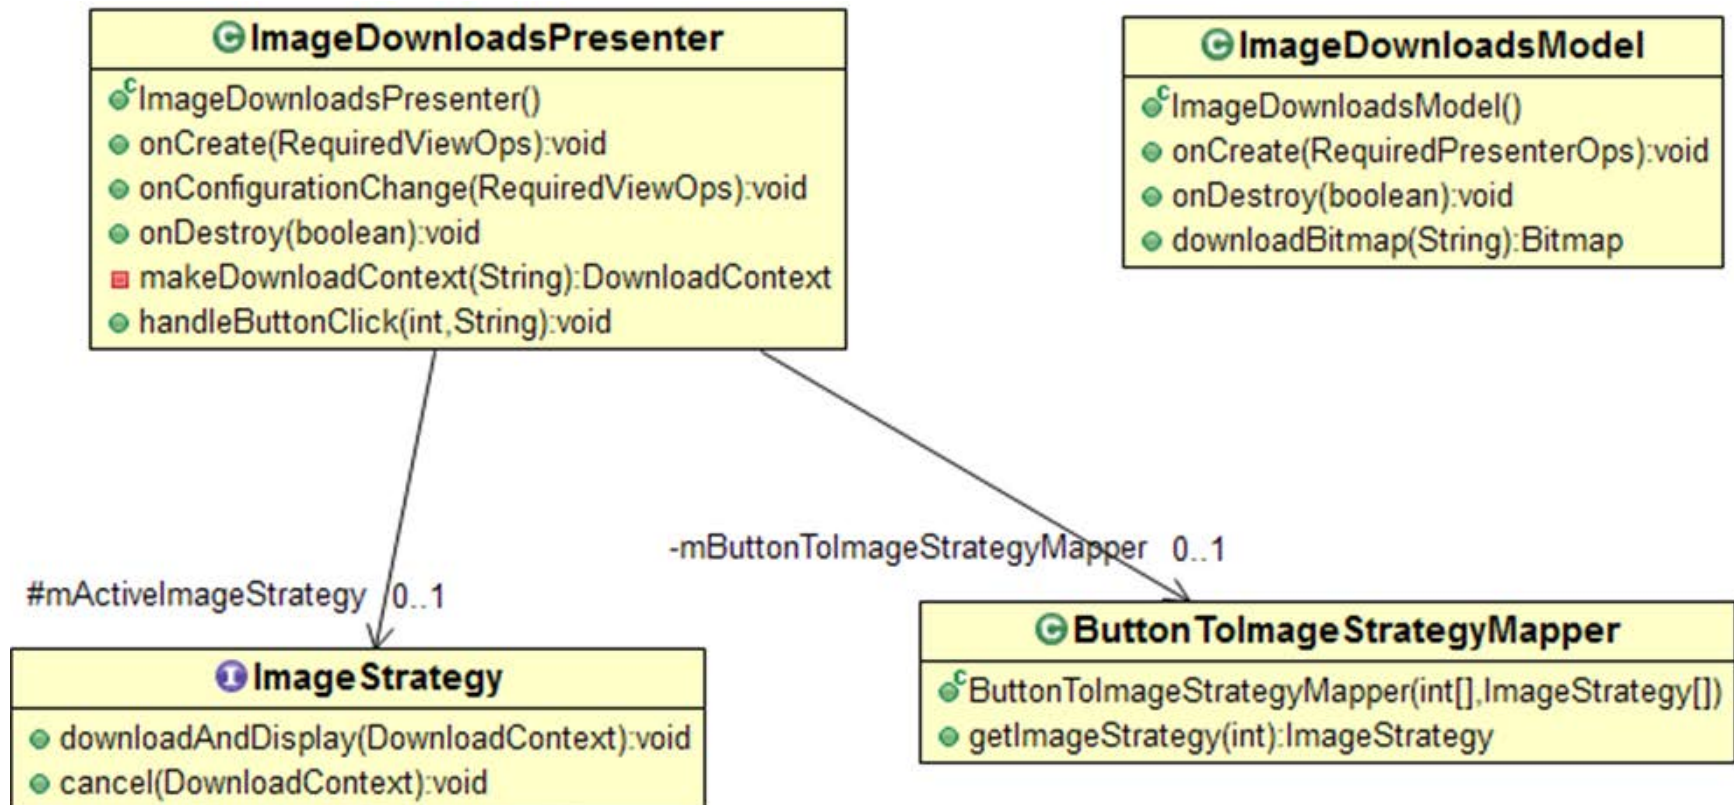 ImageDownloadsPresenter
ImageDownloadsPresenter()
onCreate(RequiredViewOps):void
onConfigurationChange(RequiredViewOps):void
onDestroy(boolean):void
makeDownloadContext(String):DownloadContext
handleButtonClick(int,String):void
ImageDownloadsModel
ImageDownloadsModel()
onCreate(RequiredPresenterOps):void
onDestroy(boolean):void
downloadBitmap(String):Bitmap
-mButtonToImageStrategyMapper 0..1
#mActiveImageStrategy 0..1
ImageStrategy
downloadAndDisplay(DownloadContext):void
cancel(DownloadContext):void
ButtonToImageStrategyMapper
ButtonToImageStrategyMapper(int[],ImageStrategy[])
getImageStrategy(int):ImageStrategy